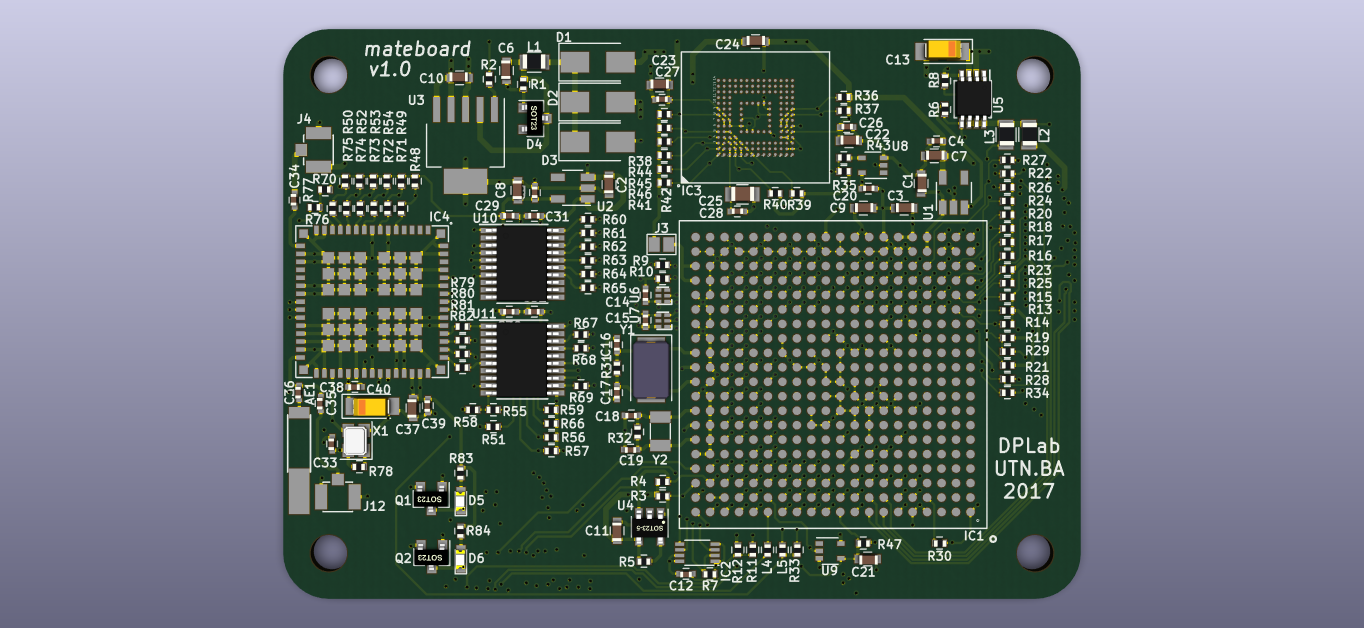 mateboard
v1.0
C10
C6
L1
R2
R1
U3
D1
D2
D3
SOT23
D4
C24
C23
C27
C13
R8
R6
U5
L3
L2
J4
R75 R50
R74 R52
R73 R53
R72 R54
R71 R49
R48
C34
R77
R70
R76
IC4
R38
R44
R45
R46
R41
R42
IC3
R36
R37
C26
C22
R43
U8
R35
C20
C9
C3
C1
C4
C7
U1
C25
C28
R40
R39
C8
C2
U2
C29
U10
C31
R60
R61
R62
R63
R64
R65
J3
R9
R10
C14
U6
C15
U7
Y1
R27
R22
R26
R24
R20
R18
R17
R16
R23
R25
R15
R13
R14
R19
R29
R21
R28
R34
R79
R80
R81
R82
U11
R67
R68
R69
C16
R31
C17
C36
AE1
C38
C35
C40
C37
C39
X1
C33
R78
J12
R58
R55
R51
R59
R66
R56
R57
C18
R32
C19
Y2
R83
Q1
SOT23
D5
R84
Q2
SOT23
D6
R4
R3
U4
SOT23-5
C11
R5
IC2
C12
R7
R12
R11
L4
L5
R33
U9
R47
C21
R30
IC1
DPLab
UTN.BA
2017